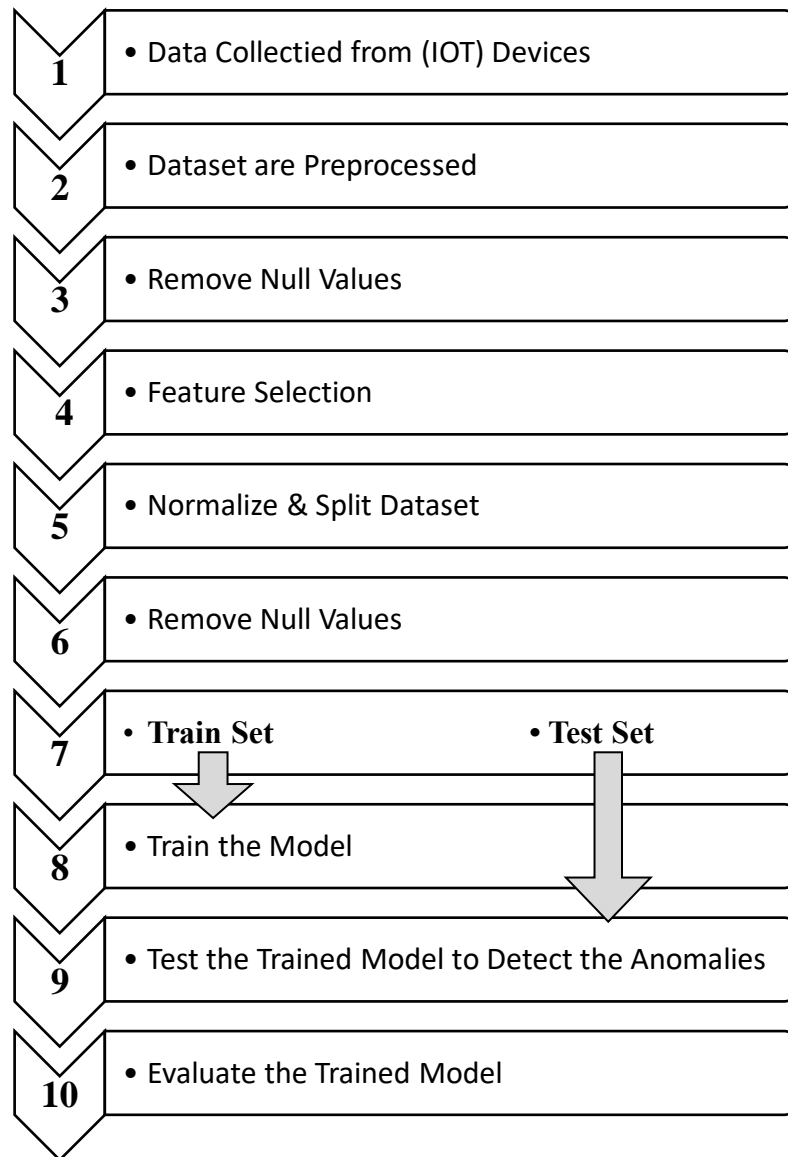 1 • Data Collectied from (IOT) Devices
2 • Dataset are Preprocessed
3 • Remove Null Values
4 • Feature Selection
5 • Normalize & Split Dataset
6 • Remove Null Values
7 • Train Set • Test Set
8 • Train the Model
9 • Test the Trained Model to Detect the Anomalies
10 • Evaluate the Trained Model